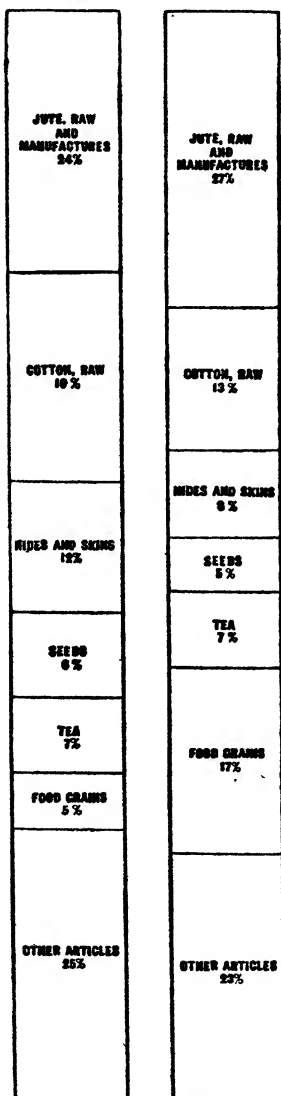 JUTE, RAW
AND
MANUFACTURES
24%
COTTON, RAW
19 %
HIDES AND SKINS
12%
SEEDS
8 %
TEA
7%
FOOD GRAINS
5 %
OTHER ARTICLES
25%
JUTE, RAW
AND
MANUFACTURES
27%
COTTON, RAW
13 %
HIDES AND SKINS
8 %
SEEDS
5 %
TEA
7 %
FOOD GRAINS
17%
OTHER ARTICLES
23%